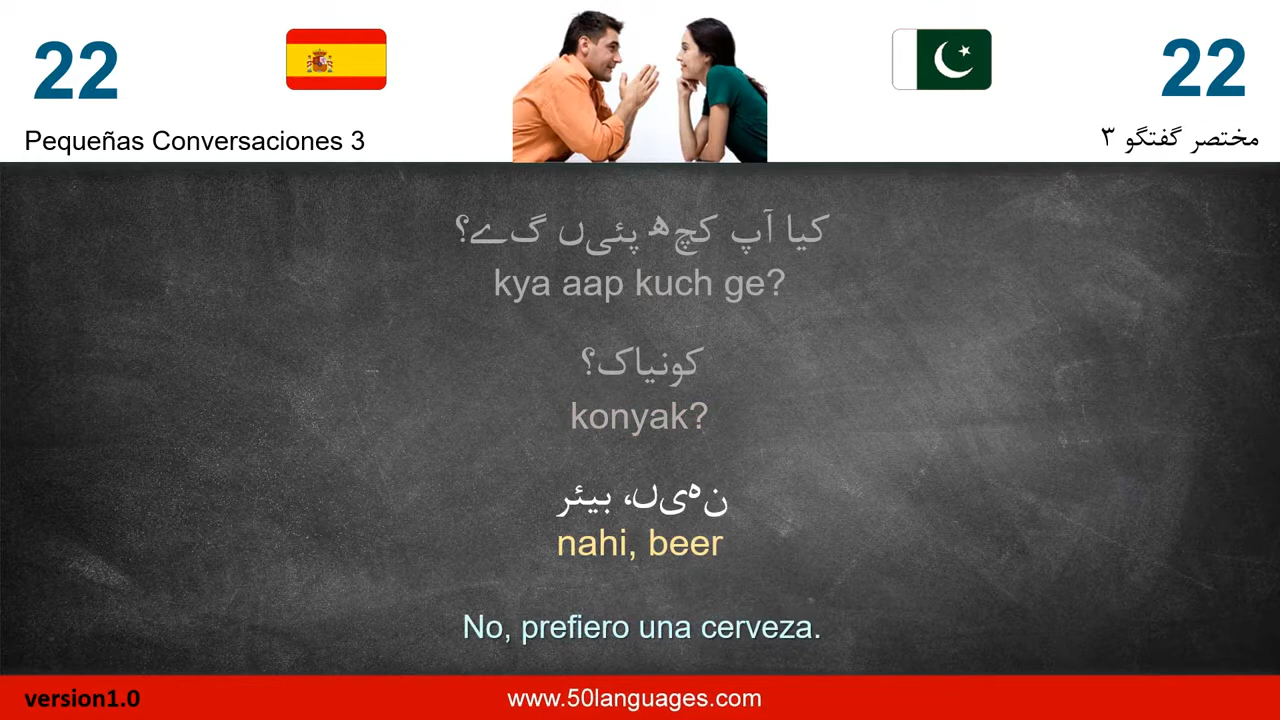 22
22
Pequeñas Conversaciones 3
مختصر گفتگو ۳
کیا آپ کچھ پئیں گے؟
kya aap kuch ge?
کونیاک؟
konyak?
نہیں، بیئر
nahi, beer
No, prefiero una cerveza.
version1.0
www.50languages.com